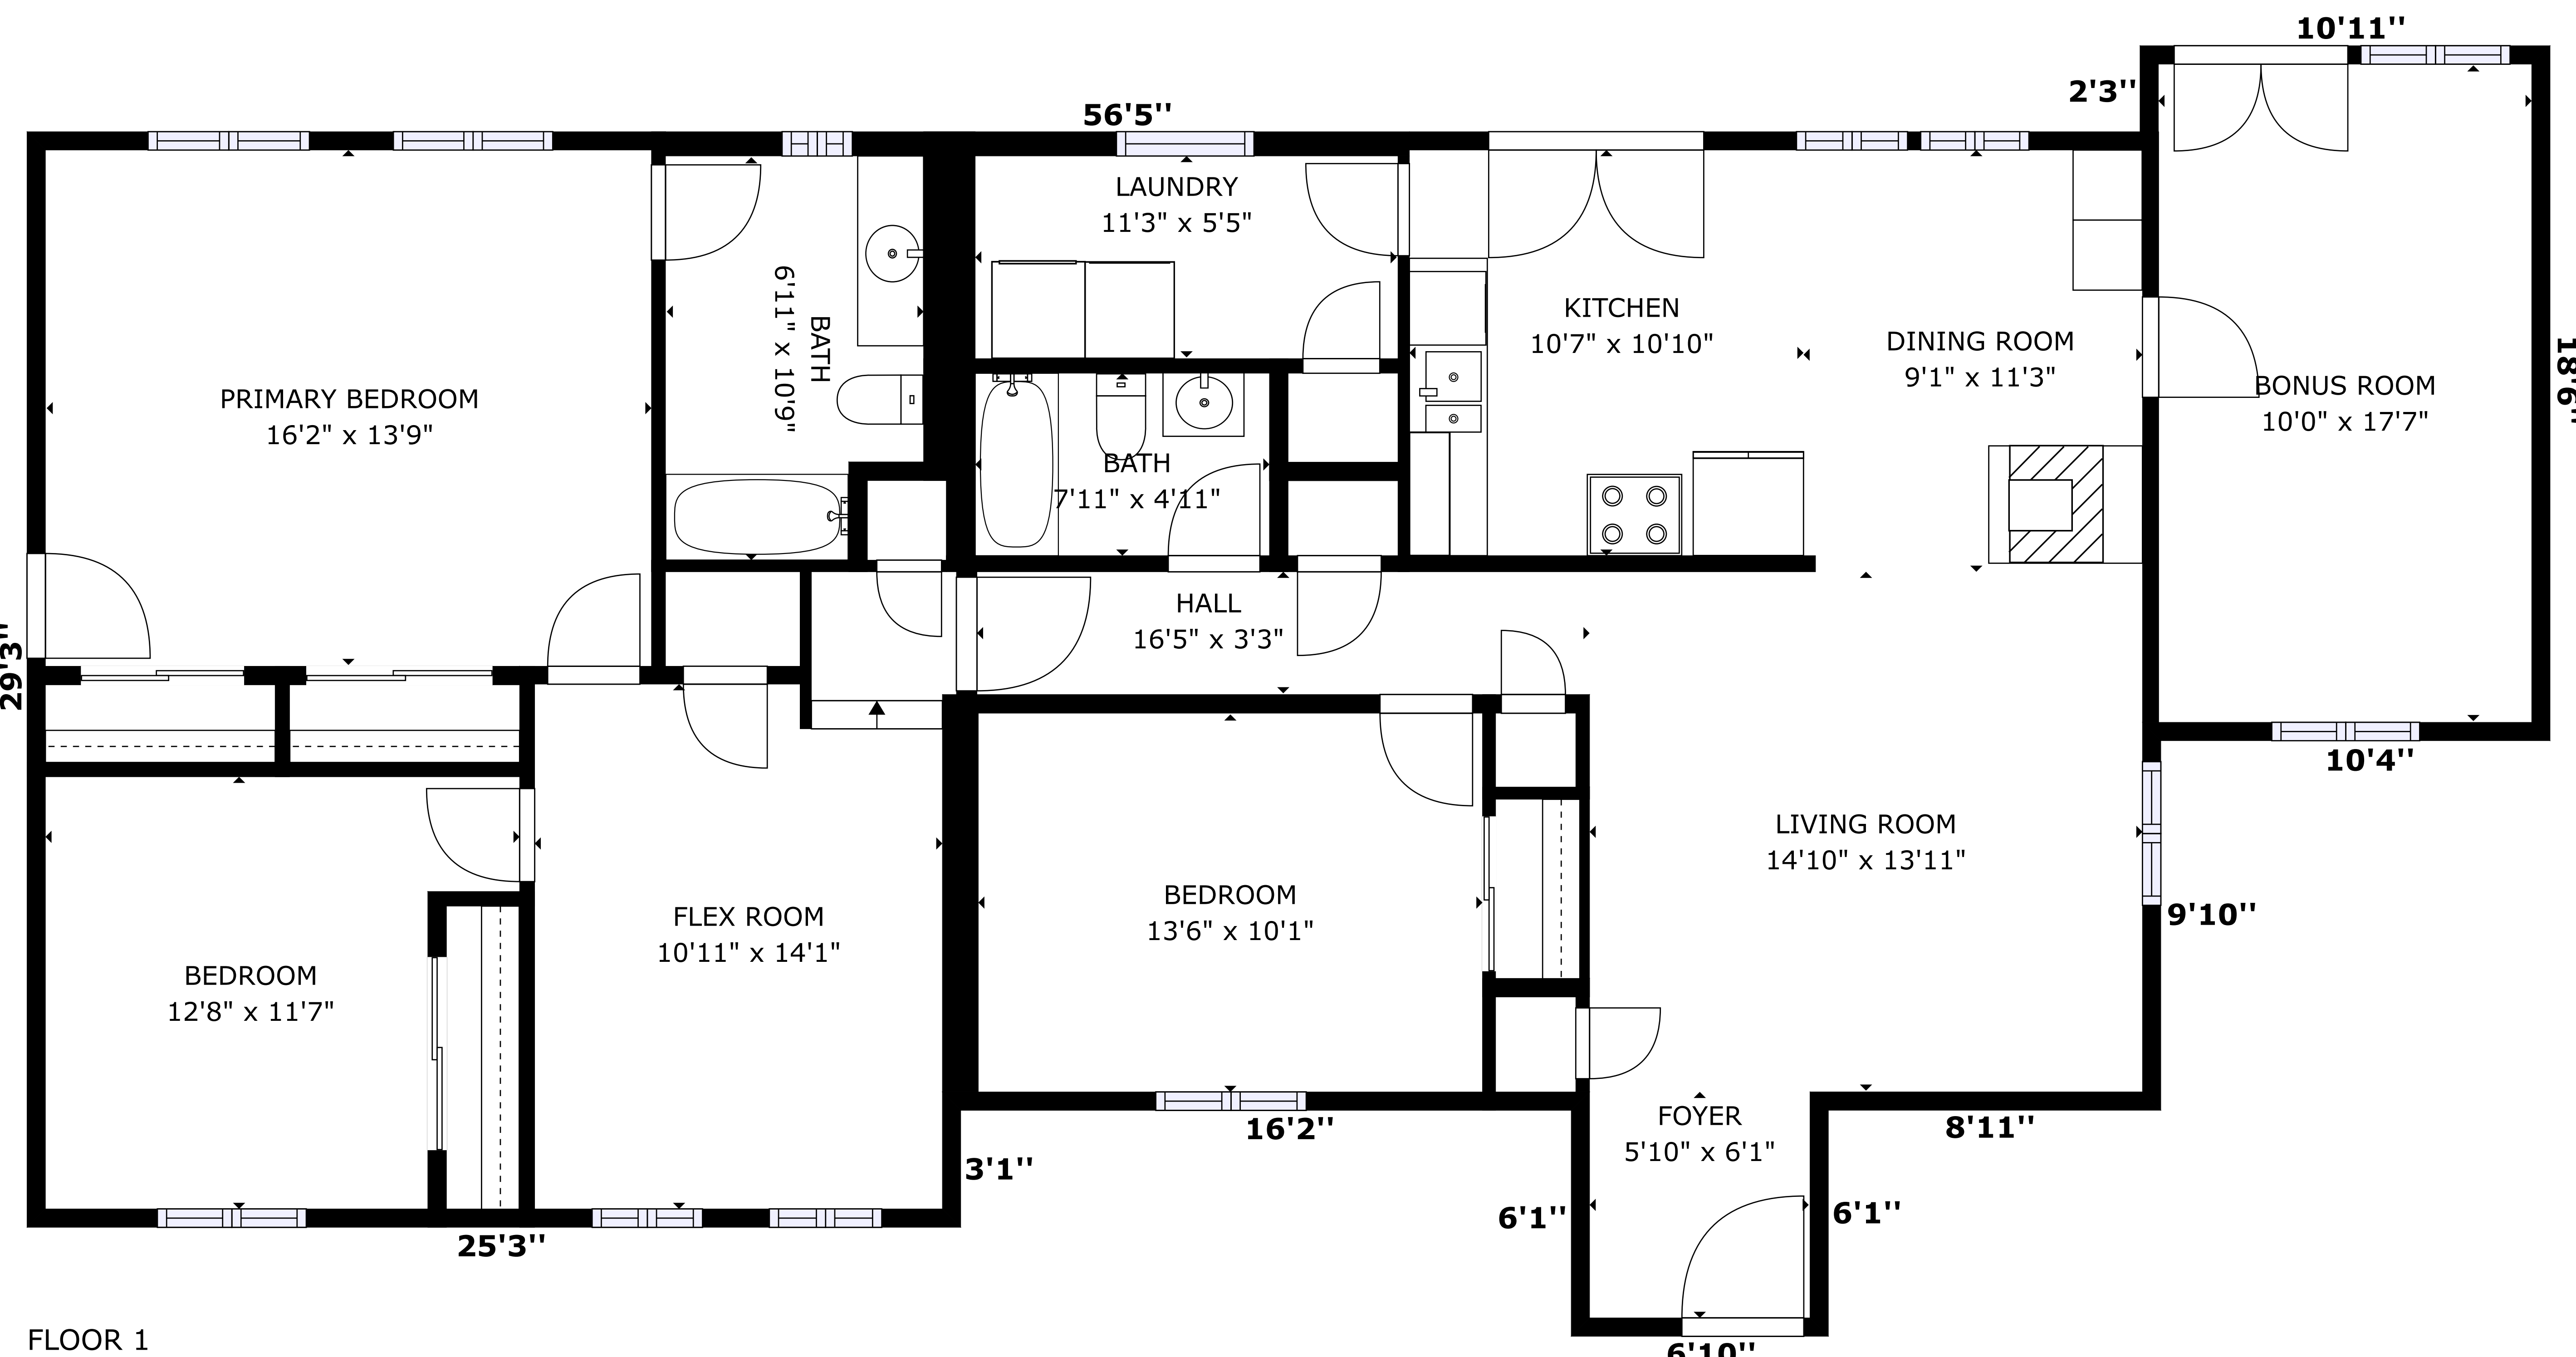 10'11''
2'3''
56'5''
LAUNDRY
11'3" x 5'5"
KITCHEN
10'7" x 10'10"
DINING ROOM
9'1" x 11'3"
BONUS ROOM
10'0" x 17'7"
18'6''
PRIMARY BEDROOM
16'2" x 13'9"
BATH
6'11" x 10'9"
BATH
7'11" x 4'11"
HALL
16'5" x 3'3"
29'3''
10'4''
LIVING ROOM
14'10" x 13'11"
BEDROOM
13'6" x 10'1"
FLEX ROOM
10'11" x 14'1"
BEDROOM
12'8" x 11'7"
9'10''
16'2''
FOYER
5'10" x 6'1"
8'11''
3'1''
6'1''
6'1''
25'3''
FLOOR 1
6'10''